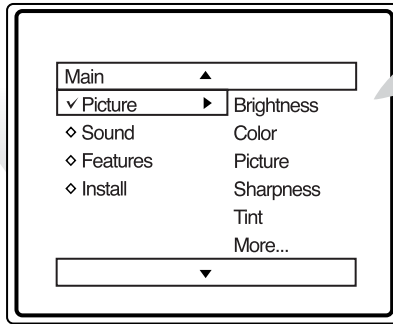 Main ▲
✓ Picture ▶ Brightness
◇ Sound Color
◇ Features Picture
◇ Install Sharpness
Tint
More...
▼